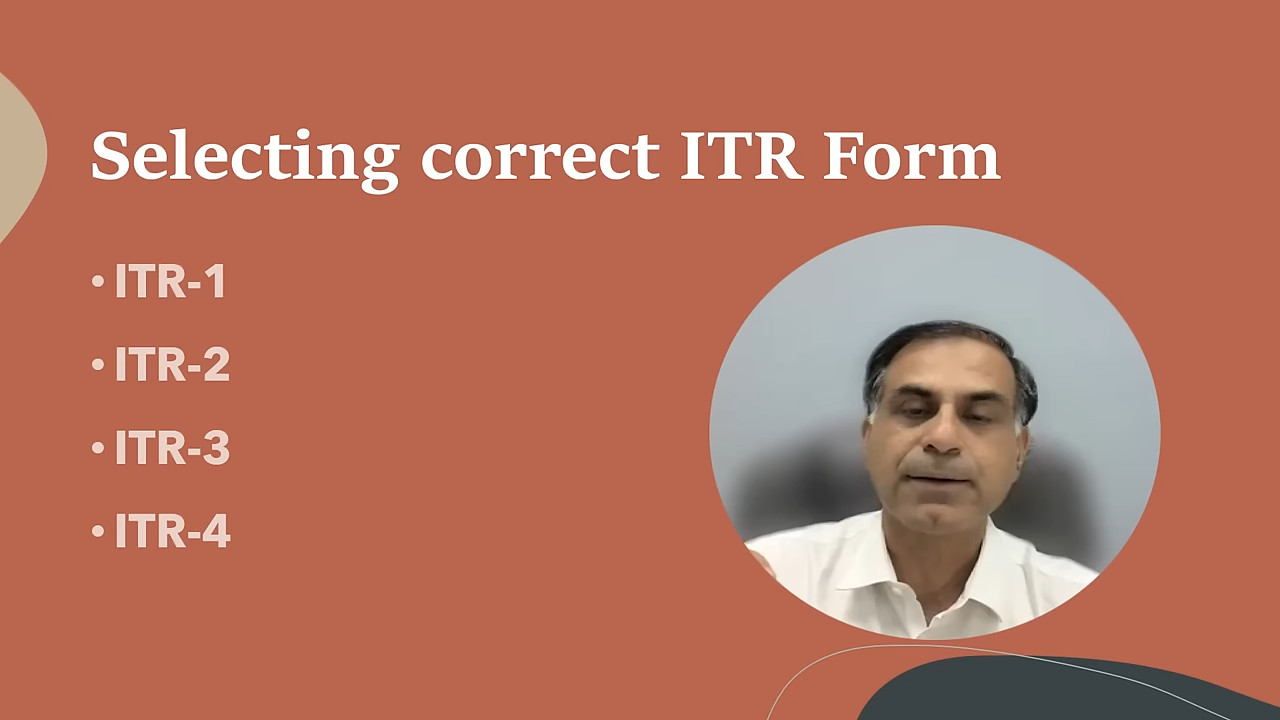 Selecting correct ITR Form
• ITR-1
• ITR-2
• ITR-3
• ITR-4